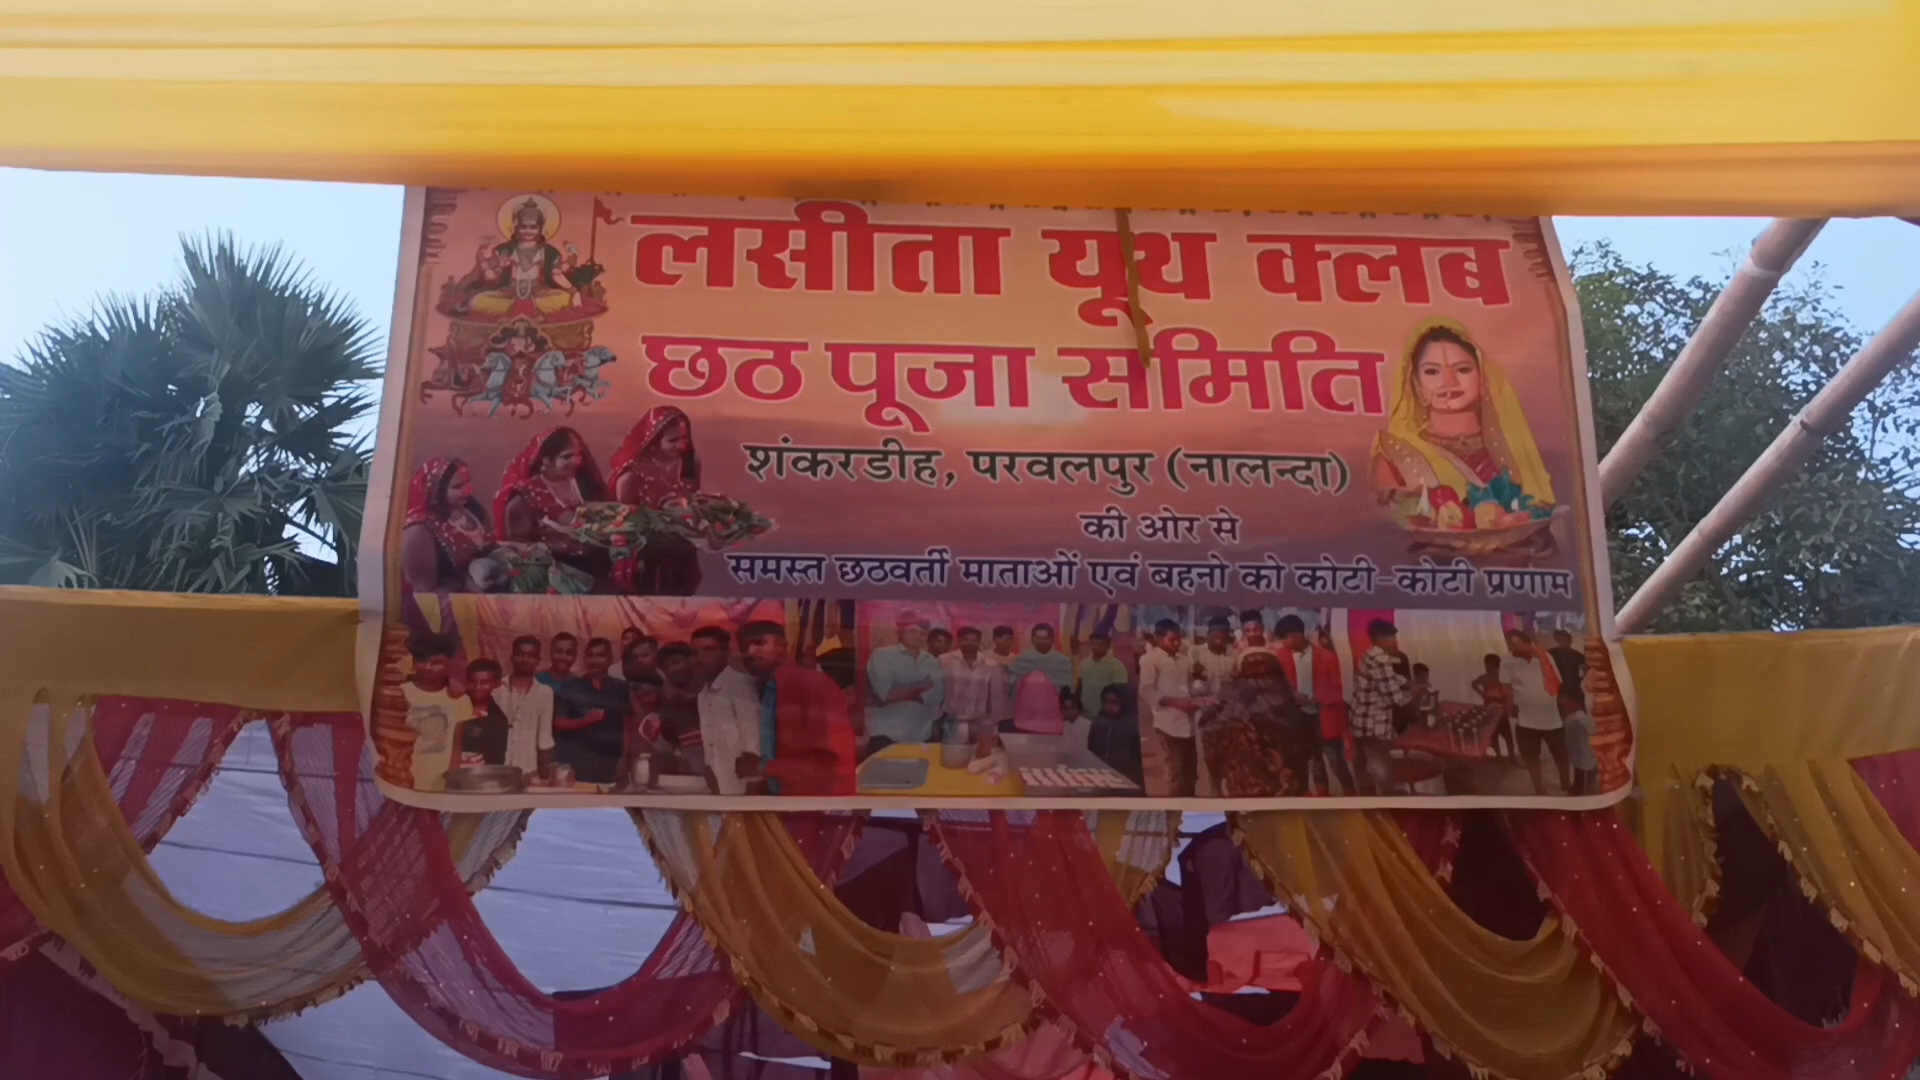 लसीता यूथ क्लब
छठ पूजा समिति
शंकरडीह, परवलपुर (नालन्दा)
की ओर से
समस्त छठवर्ती माताओं एवं बहनो को कोटी-कोटी प्रणाम